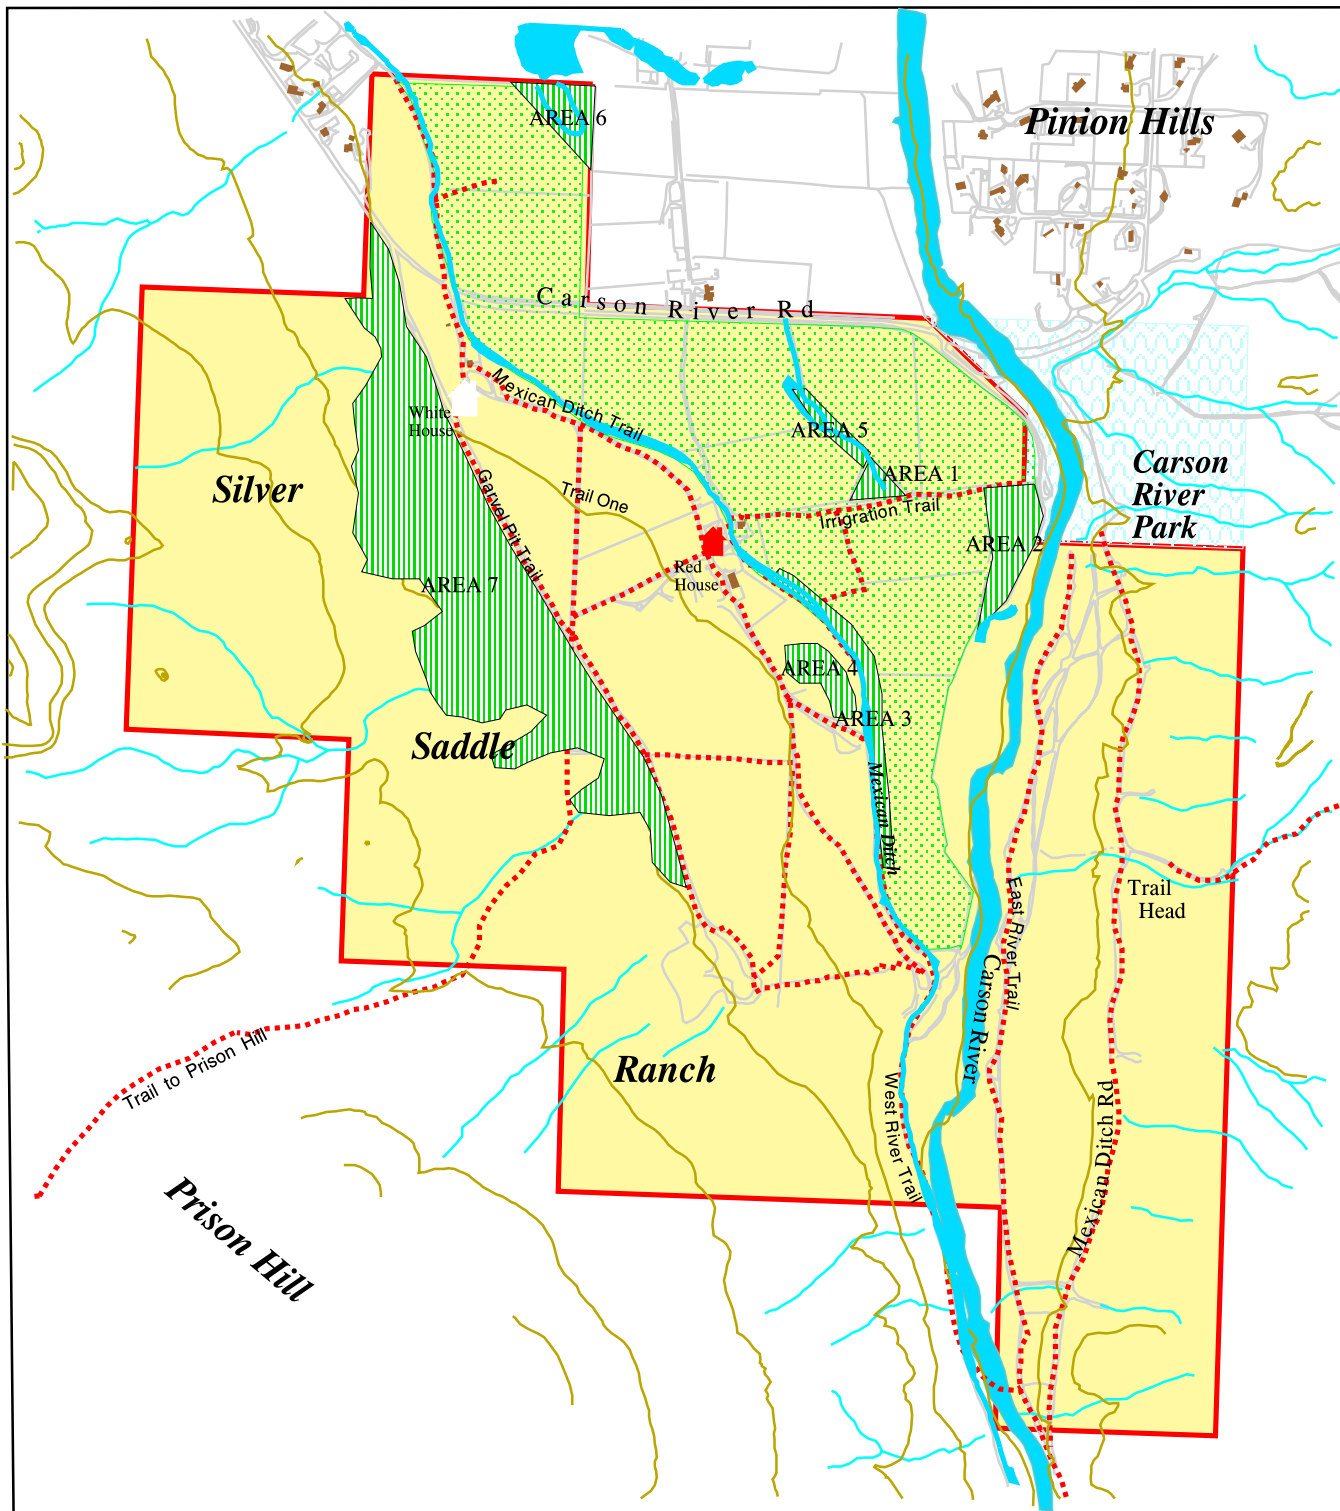 AREA 6
Pinion Hills
Carson River Rd
Mexican Ditch Trail
White
House
AREA 5
AREA 1
Carson
River
Park
Silver
Garvel Pit Trail
Trail One
Irrigration Trail
AREA 2
Red
House
AREA 7
AREA 4
AREA 3
Saddle
Mexican Ditch
Trail
Head
East River Trail
Carson River
Trail to Prison Hill
Ranch
West River Trail
Mexican Ditch Rd
Prison Hill